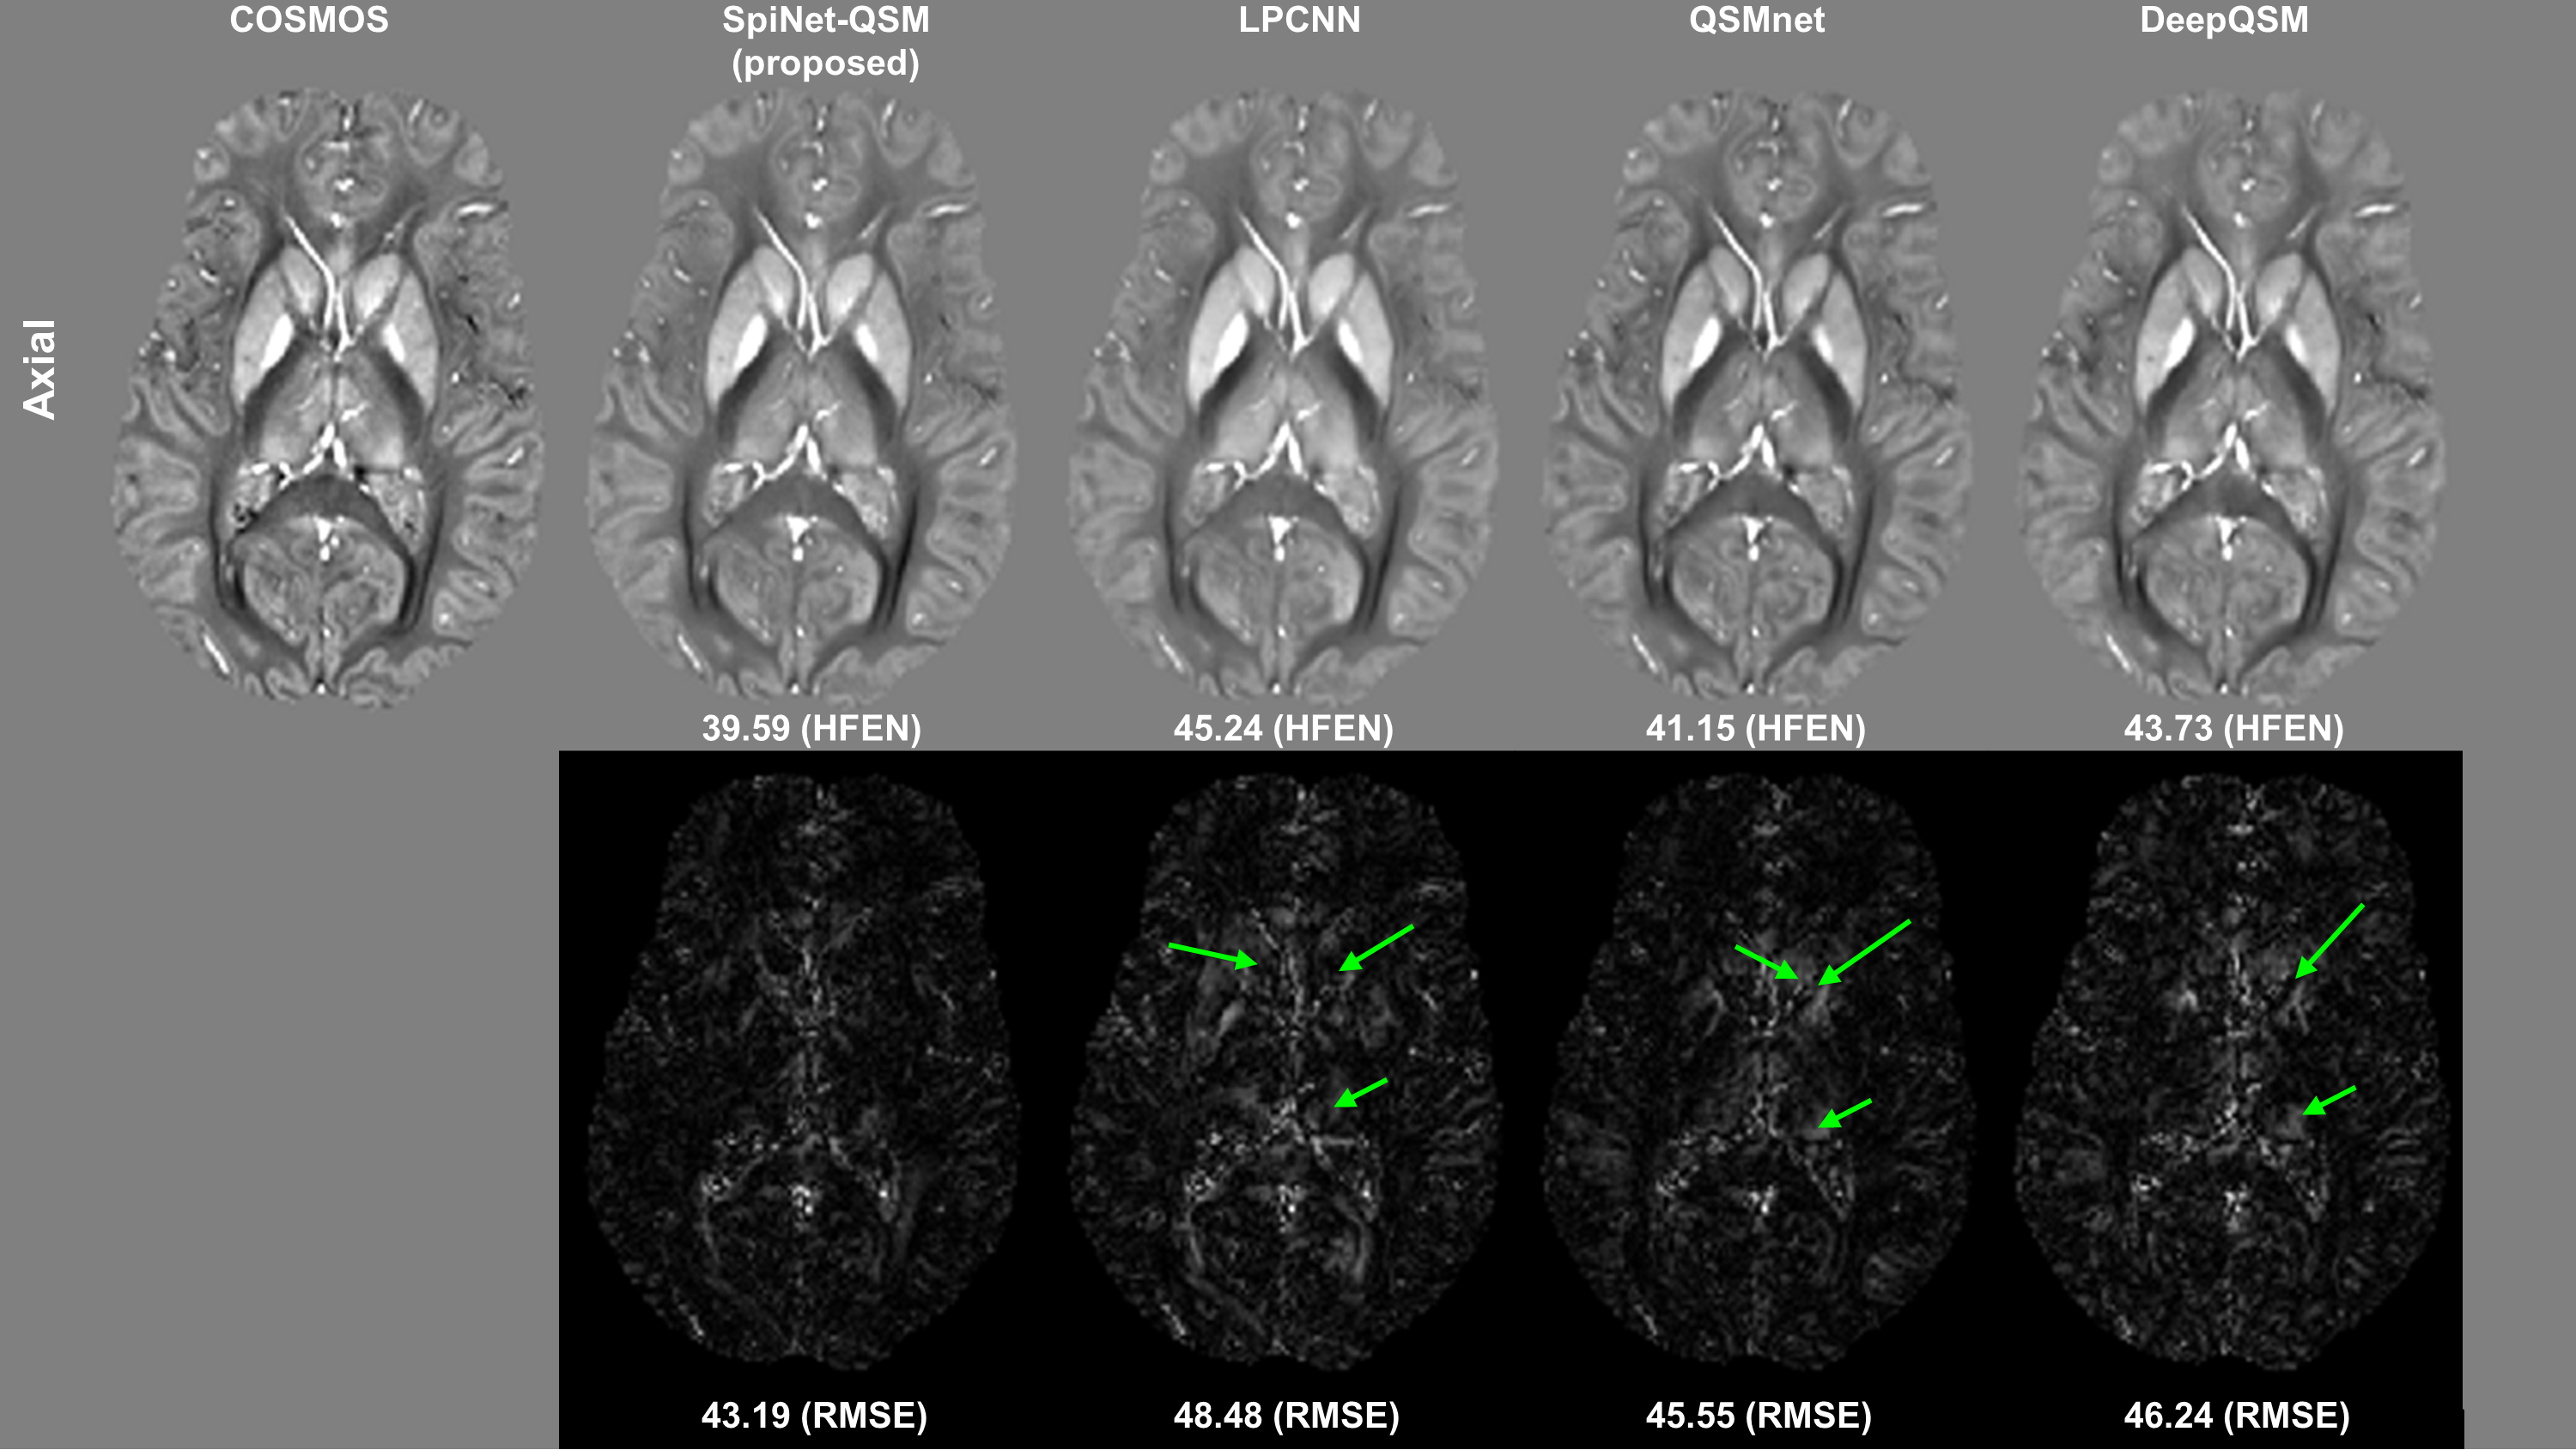 COSMOS
SpiNet-QSM
(proposed)
LPCNN
QSMnet
DeepQSM
Axial
39.59 (HFEN)
45.24 (HFEN)
41.15 (HFEN)
43.73 (HFEN)
43.19 (RMSE)
48.48 (RMSE)
45.55 (RMSE)
46.24 (RMSE)